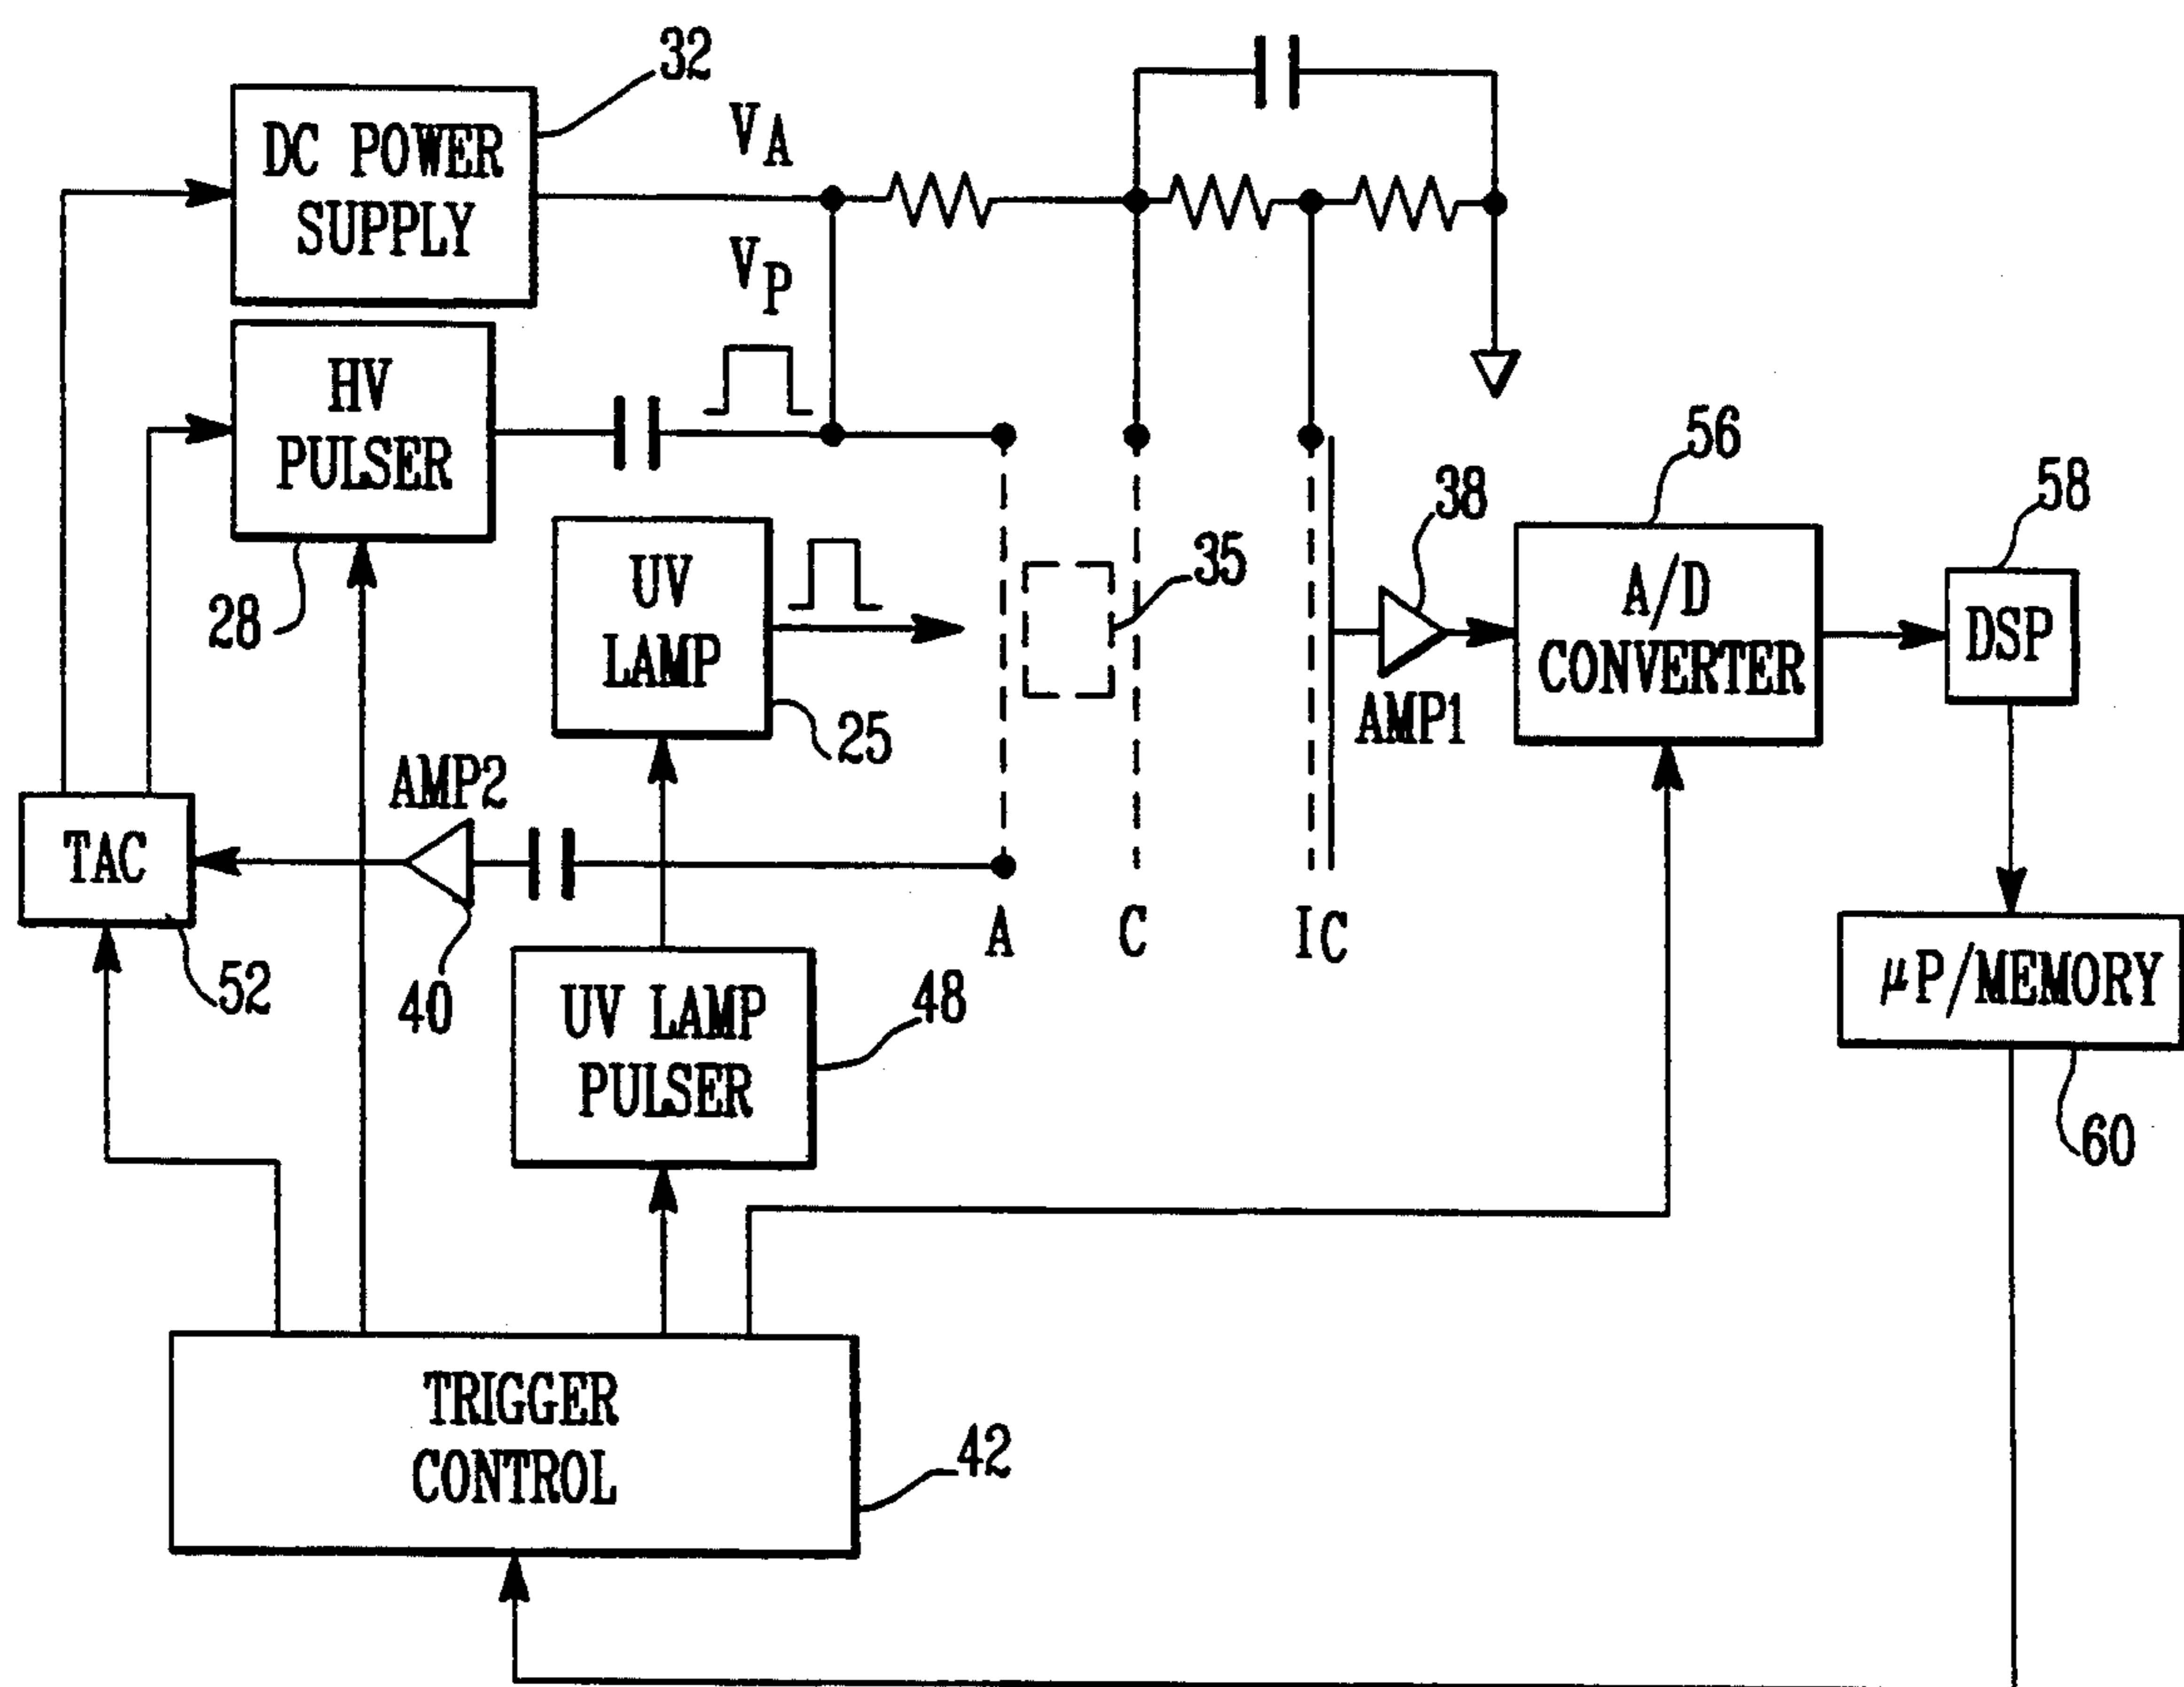 32
DC POWER
SUPPLY
VA
VP
HV
PULSER
28
UV
LAMP
25
35
38
AMP1
56
A/D
CONVERTER
58
DSP
AMP2
TAC
52
40
A
C
IC
UV LAMP
PULSER
48
μP/MEMORY
60
TRIGGER
CONTROL
42